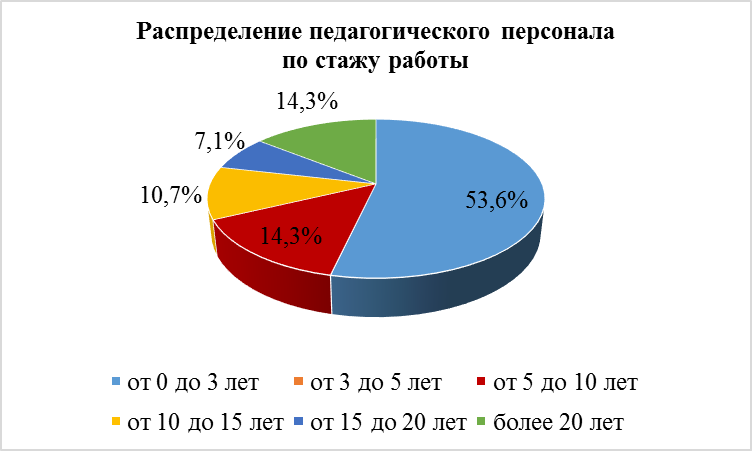 Распределение педагогического персонала
по стажу работы
14,3%
7,1%
10,7%
53,6%
14,3%
от 0 до 3 лет
от 3 до 5 лет
от 5 до 10 лет
от 10 до 15 лет
от 15 до 20 лет
более 20 лет